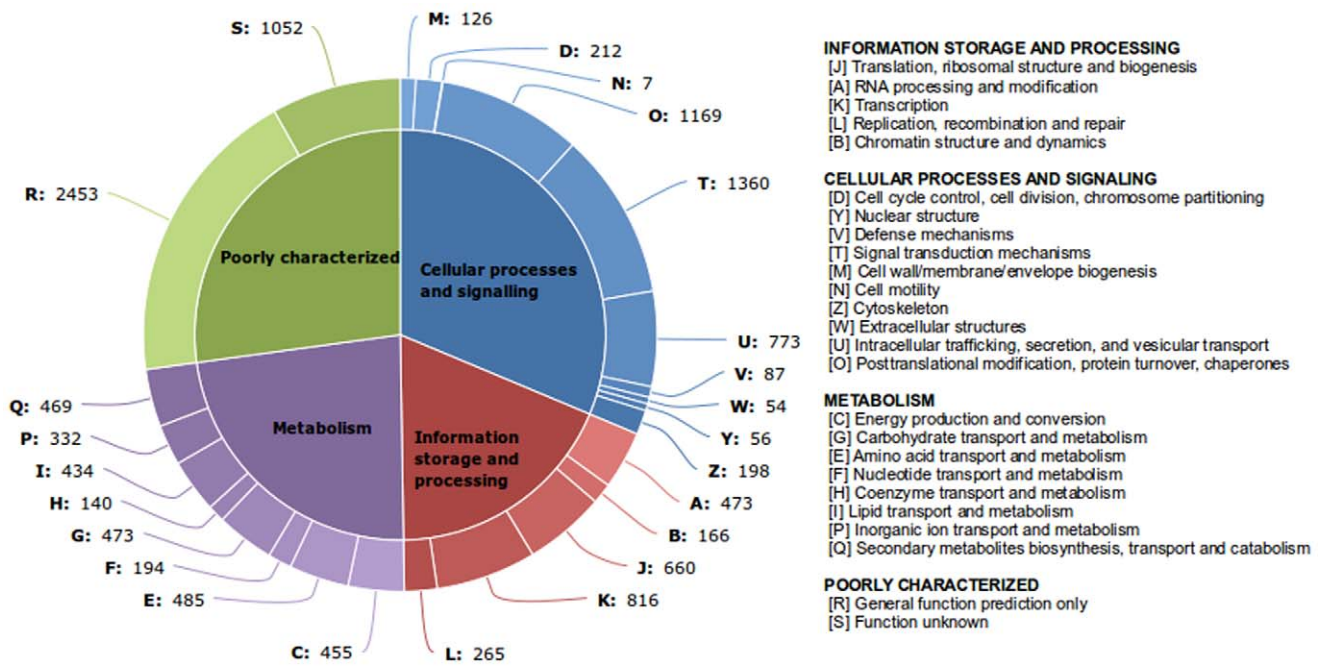 M: 126
D: 212
N: 7
O: 1169
T: 1360
U: 773
V: 87
W: 54
Y: 56
Z: 198
A: 473
B: 166
J: 660
K: 816
L: 265
C: 455
E: 485
F: 194
G: 473
H: 140
I: 434
P: 332
Q: 469
R: 2453
S: 1052
Poorly characterized
Cellular processes
and signalling
Metabolism
Information
storage and
processing
INFORMATION STORAGE AND PROCESSING
[J] Translation, ribosomal structure and biogenesis
[A] RNA processing and modification
[K] Transcription
[L] Replication, recombination and repair
[B] Chromatin structure and dynamics
CELLULAR PROCESSES AND SIGNALING
[D] Cell cycle control, cell division, chromosome partitioning
[Y] Nuclear structure
[V] Defense mechanisms
[T] Signal transduction mechanisms
[M] Cell wall/membrane/envelope biogenesis
[N] Cell motility
[Z] Cytoskeleton
[W] Extracellular structures
[U] Intracellular trafficking, secretion, and vesicular transport
[O] Posttranslational modification, protein turnover, chaperones
METABOLISM
[C] Energy production and conversion
[G] Carbohydrate transport and metabolism
[E] Amino acid transport and metabolism
[F] Nucleotide transport and metabolism
[H] Coenzyme transport and metabolism
[I] Lipid transport and metabolism
[P] Inorganic ion transport and metabolism
[Q] Secondary metabolites biosynthesis, transport and catabolism
POORLY CHARACTERIZED
[R] General function prediction only
[S] Function unknown